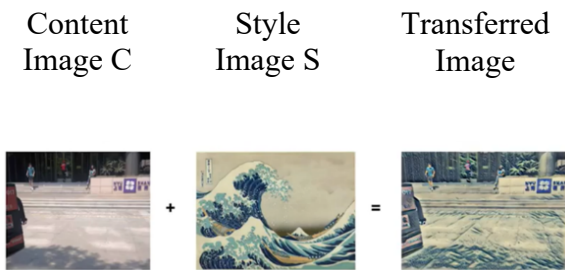 Content Style Transferred
Image C Image S Image
+ =